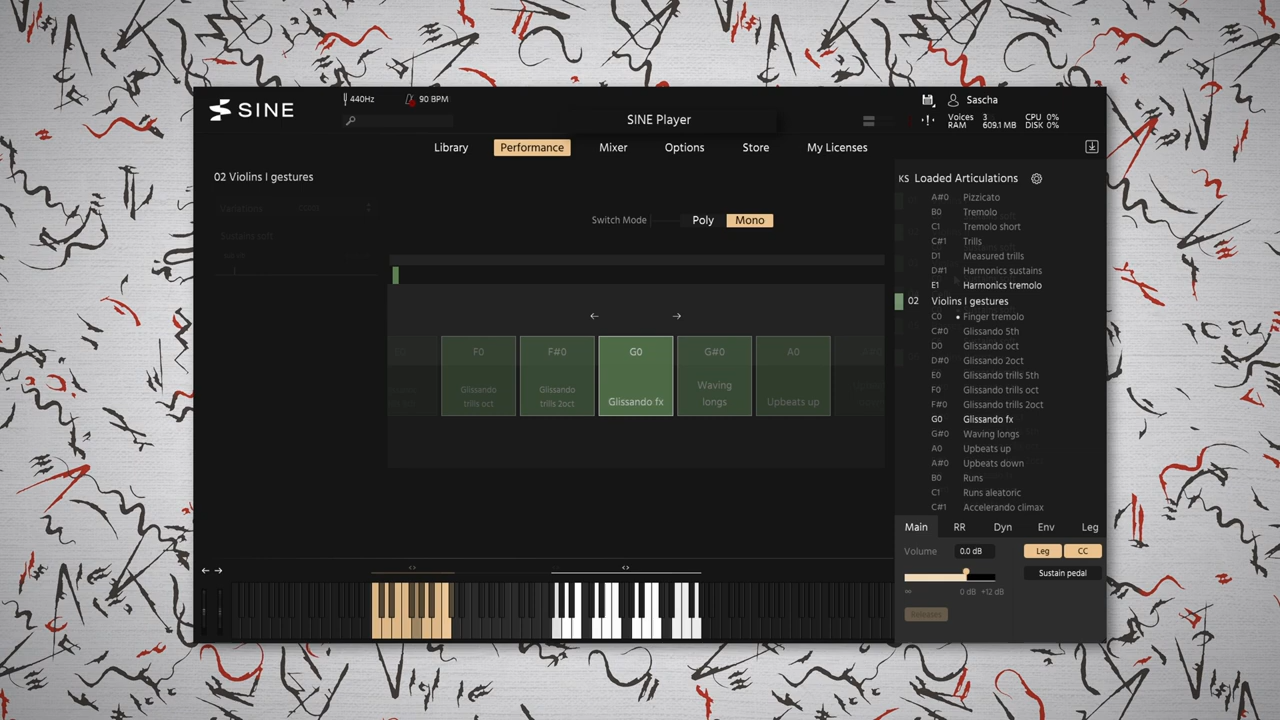 SINE
440Hz
90 BPM
SINE Player
Sascha
Voices 3 CPU 0%
RAM 609.1 MB DISK 0%
Library Performance Mixer Options Store My Licenses
02 Violins I gestures
Switch Mode Poly Mono
Sustains soft
F0 F#0 G0 G#0 A0
Glissando trills oct
Glissando trills 2oct
Glissando fx
Waving longs
Upbeats up
KS Loaded Articulations
A#0 Pizzicato
B0 Tremolo
C1 Tremolo short
C#1 Trills
D1 Measured trills
D#1 Harmonics sustains
E1 Harmonics tremolo
02 Violins I gestures
C0 • Finger tremolo
C#0 Glissando 5th
D0 Glissando oct
D#0 Glissando 2oct
E0 Glissando trills 5th
F0 Glissando trills oct
F#0 Glissando trills 2oct
G0 Glissando fx
G#0 Waving longs
A0 Upbeats up
A#0 Upbeats down
B0 Runs
C1 Runs aleatoric
C#1 Accelerando climax
Main RR Dyn Env Leg
Volume 0.0 dB Leg CC
Sustain pedal
∞ 0 dB +12 dB
Releases